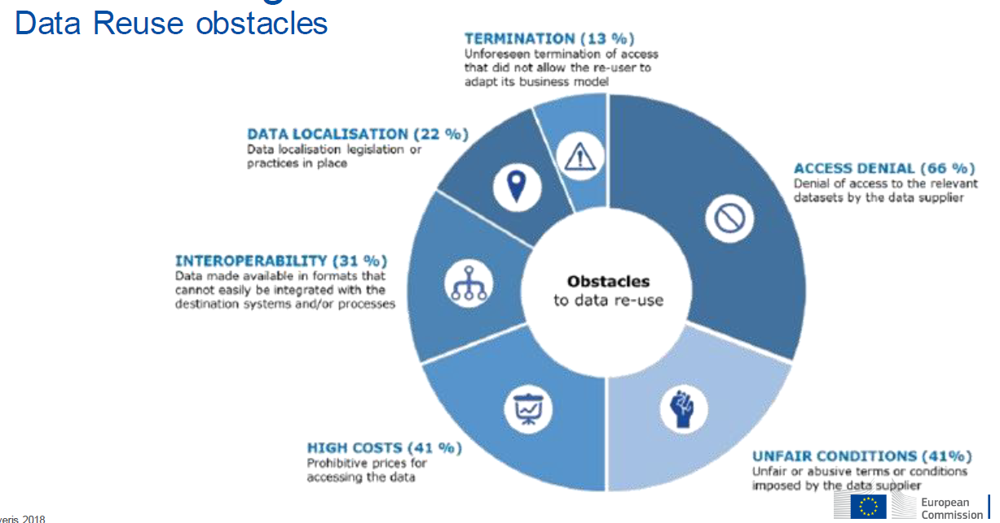 Data Reuse obstacles
TERMINATION (13 %)
Unforeseen termination of access
that did not allow the re-user to
adapt its business model
DATA LOCALISATION (22 %)
Data localisation legislation or
practices in place
ACCESS DENIAL (66 %)
Denial of access to the relevant
datasets by the data supplier
INTEROPERABILITY (31 %)
Data made available in formats that
cannot easily be integrated with the
destination systems and/or processes
Obstacles
to data re-use
HIGH COSTS (41 %)
Prohibitive prices for
accessing the data
UNFAIR CONDITIONS (41%)
Unfair or abusive terms or conditions
imposed by the data supplier
European
Commission
2018